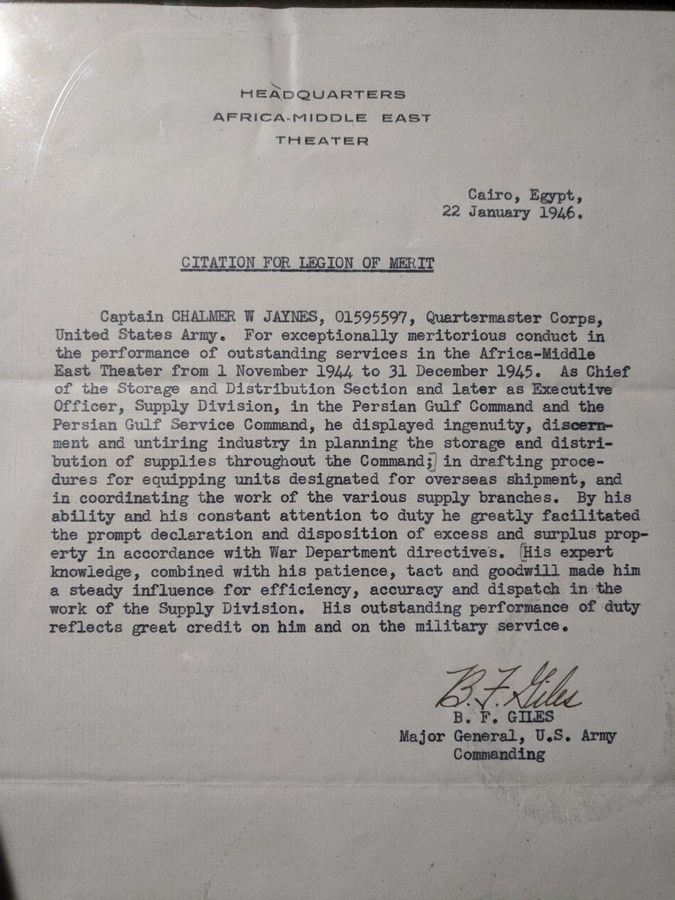 HEADQUARTERS
AFRICA-MIDDLE EAST
THEATER
Cairo, Egypt,
22 January 1946.
CITATION FOR LEGION OF MERIT
Captain CHALMER W JAYNES, 01595597, Quartermaster Corps,
United States Army. For exceptionally meritorious conduct in
the performance of outstanding services in the Africa-Middle
East Theater from 1 November 1944 to 31 December 1945. As Chief
of the Storage and Distribution Section and later as Executive
Officer, Supply Division, in the Persian Gulf Command and the
Persian Gulf Service Command, he displayed ingenuity, discern-
ment and untiring industry in planning the storage and distri-
bution of supplies throughout the Command;] in drafting proce-
dures for equipping units designated for overseas shipment, and
in coordinating the work of the various supply branches. By his
ability and his constant attention to duty he greatly facilitated
the prompt declaration and disposition of excess and surplus prop-
erty in accordance with War Department directives. [His expert
knowledge, combined with his patience, tact and goodwill made him
a steady influence for efficiency, accuracy and dispatch in the
work of the Supply Division. His outstanding performance of duty
reflects great credit on him and on the military service.
B. F. Giles
B. F. GILES
Major General, U.S. Army
Commanding